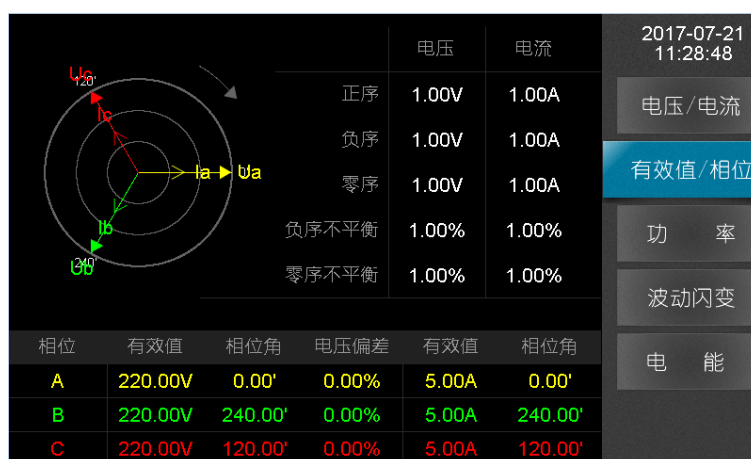 2017-07-21
11:28:48
电压 电流
Uc
120'
Ic
正序 1.00V 1.00A
电压/电流
负序 1.00V 1.00A
Ia Ua
零序 1.00V 1.00A
有效值/相位
Ib
负序不平衡 1.00% 1.00%
功 率
240'
Ub
零序不平衡 1.00% 1.00%
波动闪变
相位 有效值 相位角 电压偏差 有效值 相位角
电 能
A 220.00V 0.00' 0.00% 5.00A 0.00'
B 220.00V 240.00' 0.00% 5.00A 240.00'
C 220.00V 120.00' 0.00% 5.00A 120.00'